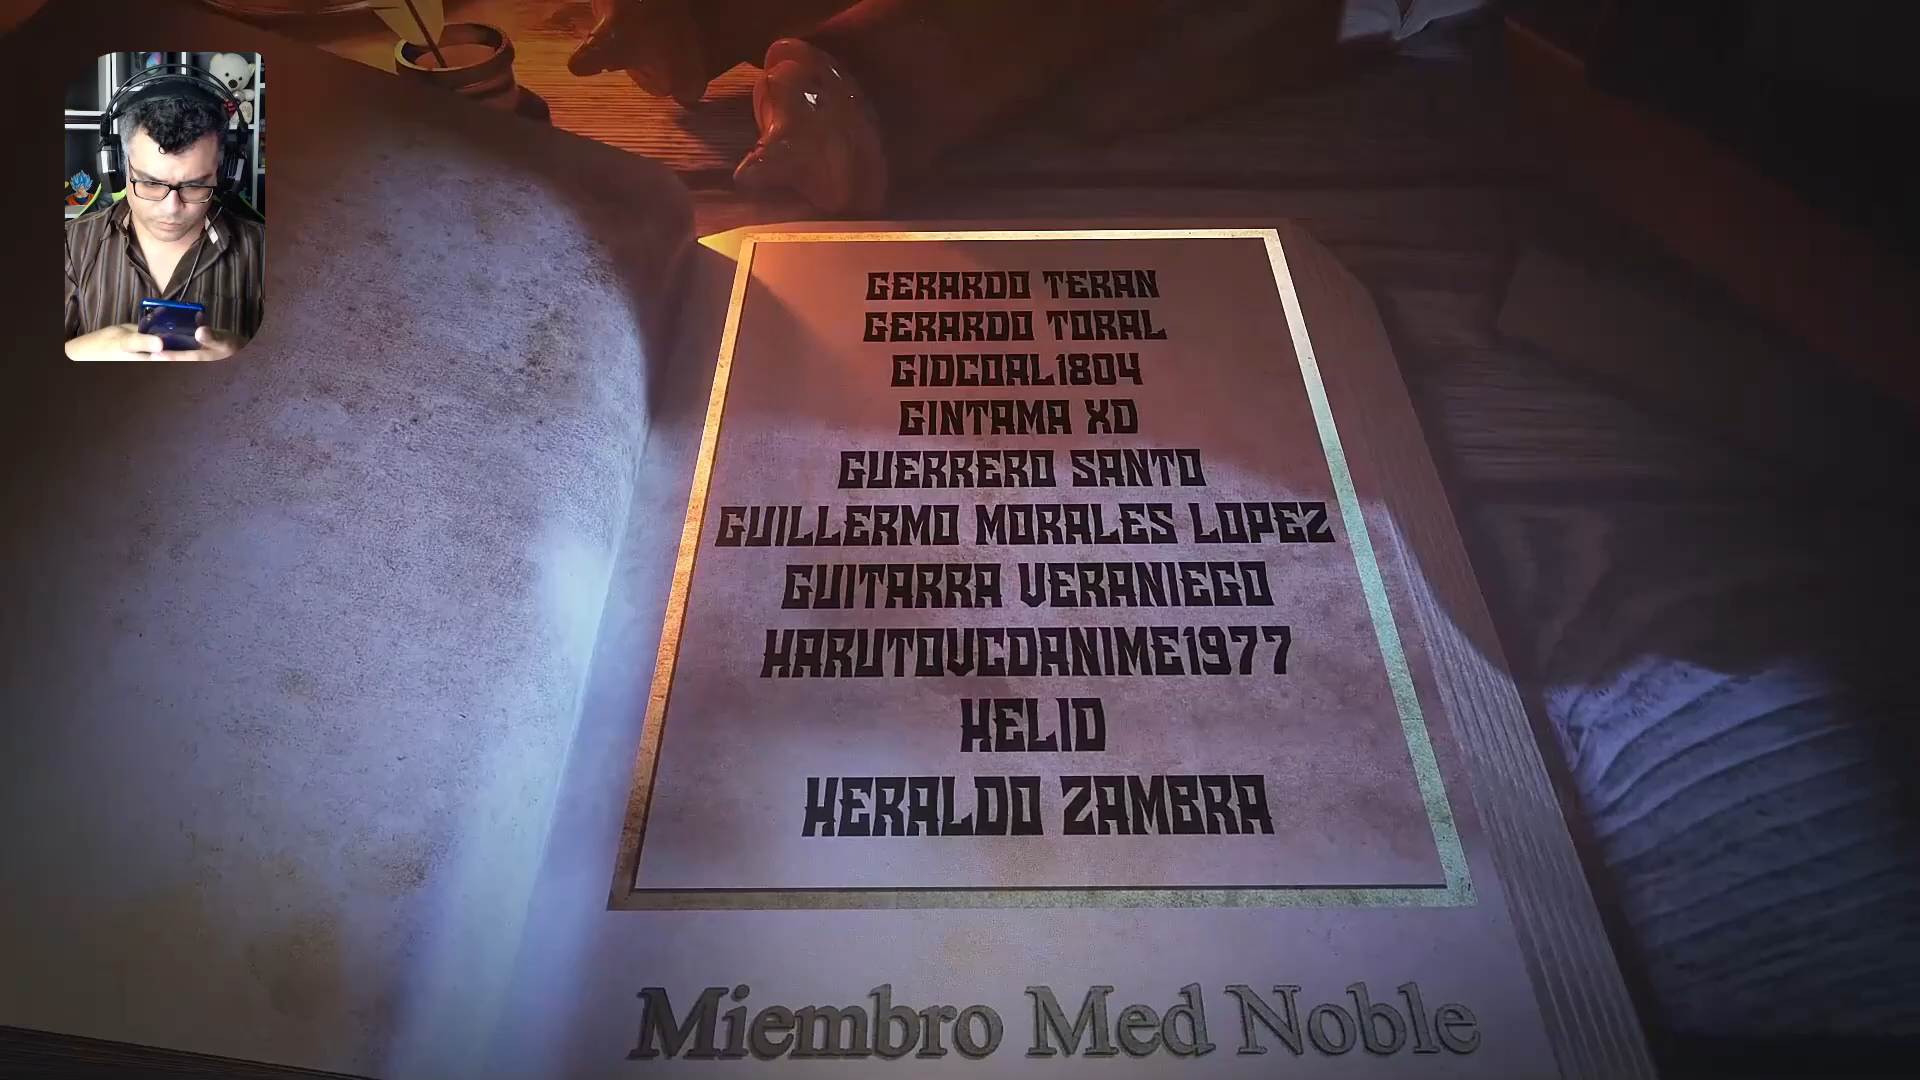 GERARDO TERAN
GERARDO TORAL
GIDCOAL1804
GINTAMA XD
GUERRERO SANTO
GUILLERMO MORALES LOPEZ
GUITARRA VERANIEGO
HARUTOVCDANIME1977
HELIO
HERALDO ZAMBRA
Miembro Med Noble